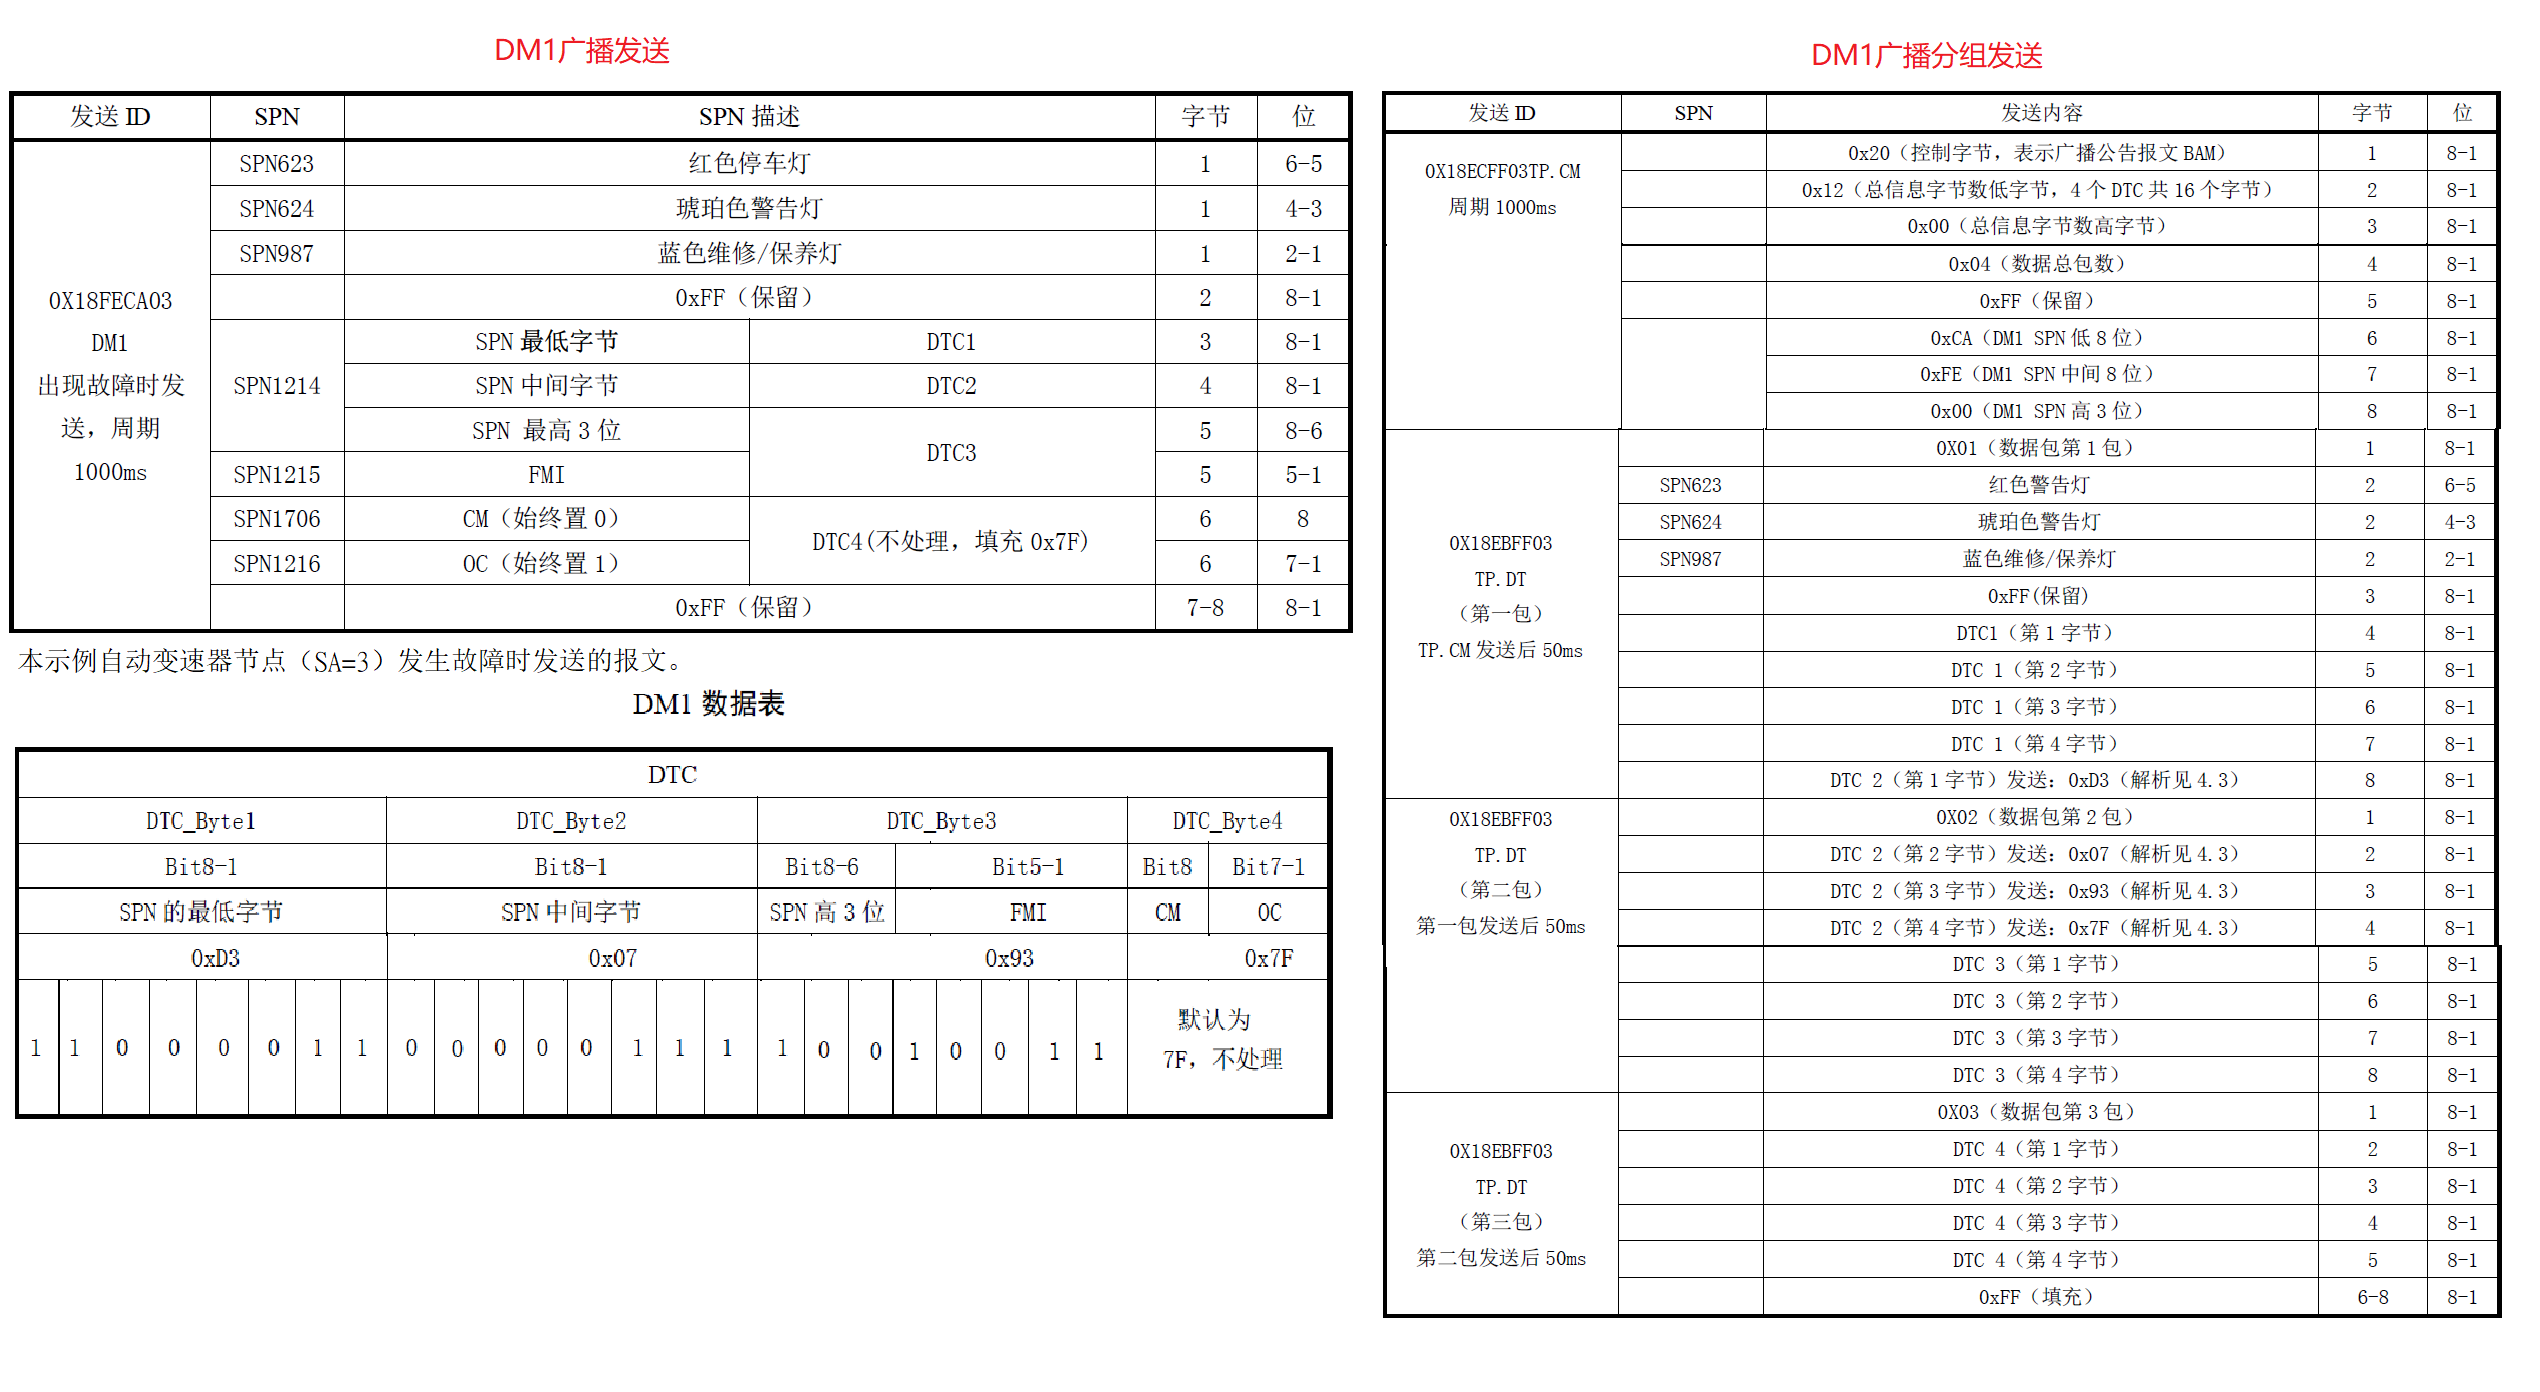 DM1广播发送
发送 ID SPN SPN 描述 字节 位
0X18FECA03
DM1
出现故障时发
送，周期
1000ms
SPN623 红色停车灯 1 6-5
SPN624 琥珀色警告灯 1 4-3
SPN987 蓝色维修/保养灯 1 2-1
0xFF（保留） 2 8-1
SPN1214 SPN 最低字节 DTC1 3 8-1
SPN 中间字节 DTC2 4 8-1
SPN 最高 3 位 DTC3 5 8-6
SPN1215 FMI 5 5-1
SPN1706 CM（始终置 0） DTC4(不处理，填充 0x7F) 6 8
SPN1216 OC（始终置 1） 6 7-1
0xFF（保留） 7-8 8-1
本示例自动变速器节点（SA=3）发生故障时发送的报文。
DM1 数据表
DTC
DTC_Byte1 DTC_Byte2 DTC_Byte3 DTC_Byte4
Bit8-1 Bit8-1 Bit8-6 Bit5-1 Bit8 Bit7-1
SPN 的最低字节 SPN 中间字节 SPN 高 3 位 FMI CM OC
0xD3 0x07 0x93 0x7F
1 1 0 0 0 0 1 1 0 0 0 0 0 1 1 1 1 0 0 1 0 0 1 1 默认为
7F，不处理
DM1广播分组发送
发送 ID SPN 发送内容 字节 位
0X18ECFF03TP.CM
周期 1000ms
0x20（控制字节，表示广播公告报文 BAM） 1 8-1
0x12（总信息字节数低字节，4 个 DTC 共 16 个字节） 2 8-1
0x00（总信息字节数高字节） 3 8-1
0x04（数据总包数） 4 8-1
0xFF（保留） 5 8-1
0xCA（DM1 SPN 低 8 位） 6 8-1
0xFE（DM1 SPN 中间 8 位） 7 8-1
0x00（DM1 SPN 高 3 位） 8 8-1
0X18EBFF03
TP.DT
（第一包）
TP.CM 发送后 50ms
0X01（数据包第 1 包） 1 8-1
SPN623 红色警告灯 2 6-5
SPN624 琥珀色警告灯 2 4-3
SPN987 蓝色维修/保养灯 2 2-1
0xFF(保留) 3 8-1
DTC1（第 1 字节） 4 8-1
DTC 1（第 2 字节） 5 8-1
DTC 1（第 3 字节） 6 8-1
DTC 1（第 4 字节） 7 8-1
DTC 2（第 1 字节）发送：0xD3（解析见 4.3） 8 8-1
0X18EBFF03
TP.DT
（第二包）
第一包发送后 50ms
0X02（数据包第 2 包） 1 8-1
DTC 2（第 2 字节）发送：0x07（解析见 4.3） 2 8-1
DTC 2（第 3 字节）发送：0x93（解析见 4.3） 3 8-1
DTC 2（第 4 字节）发送：0x7F（解析见 4.3） 4 8-1
DTC 3（第 1 字节） 5 8-1
DTC 3（第 2 字节） 6 8-1
DTC 3（第 3 字节） 7 8-1
DTC 3（第 4 字节） 8 8-1
0X18EBFF03
TP.DT
（第三包）
第二包发送后 50ms
0X03（数据包第 3 包） 1 8-1
DTC 4（第 1 字节） 2 8-1
DTC 4（第 2 字节） 3 8-1
DTC 4（第 3 字节） 4 8-1
DTC 4（第 4 字节） 5 8-1
0xFF（填充） 6-8 8-1